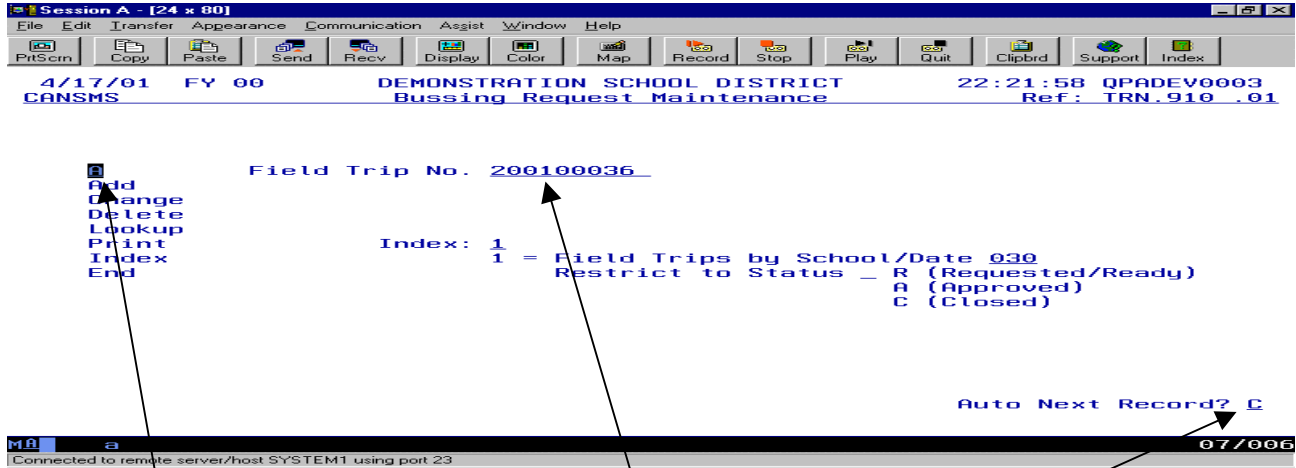 Session A - [24 x 80]
File Edit Transfer Appearance Communication Assist Window Help
PrtScrn Copy Paste Send Recv Display Color Map Record Stop Play Quit Clipbrd Support Index
4/17/01 FY 00 DEMONSTRATION SCHOOL DISTRICT 22:21:58 QPADEV0003
CANSMS Bussing Request Maintenance Ref: TRN.910 .01
A Field Trip No. 200100036
Add
Change
Delete
Lookup
Print Index: 1
Index 1 = Field Trips by School/Date 030
End Restrict to Status _ R (Requested/Ready)
A (Approved)
C (Closed)
Auto Next Record? C
MA a 07/006
Connected to remote server/host SYSTEM1 using port 23